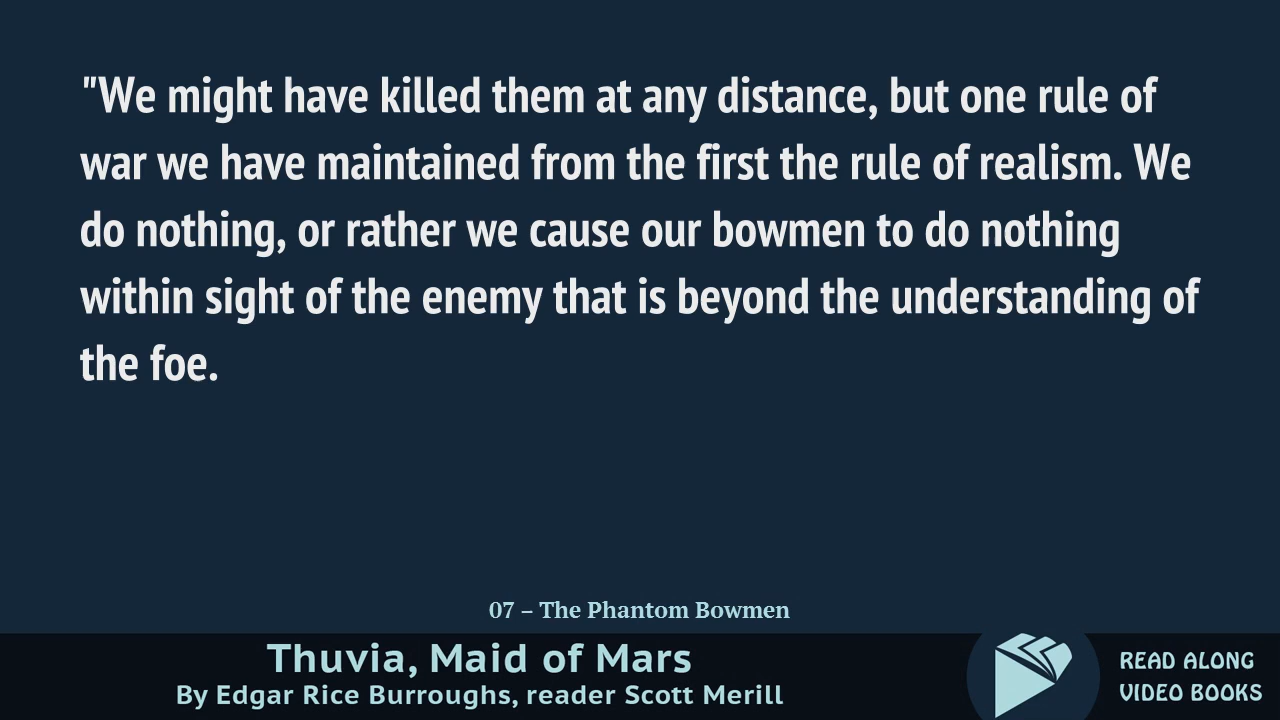 "We might have killed them at any distance, but one rule of
war we have maintained from the first the rule of realism. We
do nothing, or rather we cause our bowmen to do nothing
within sight of the enemy that is beyond the understanding of
the foe.
07 – The Phantom Bowmen
Thuvia, Maid of Mars
By Edgar Rice Burroughs, reader Scott Merill
READ ALONG
VIDEO BOOKS